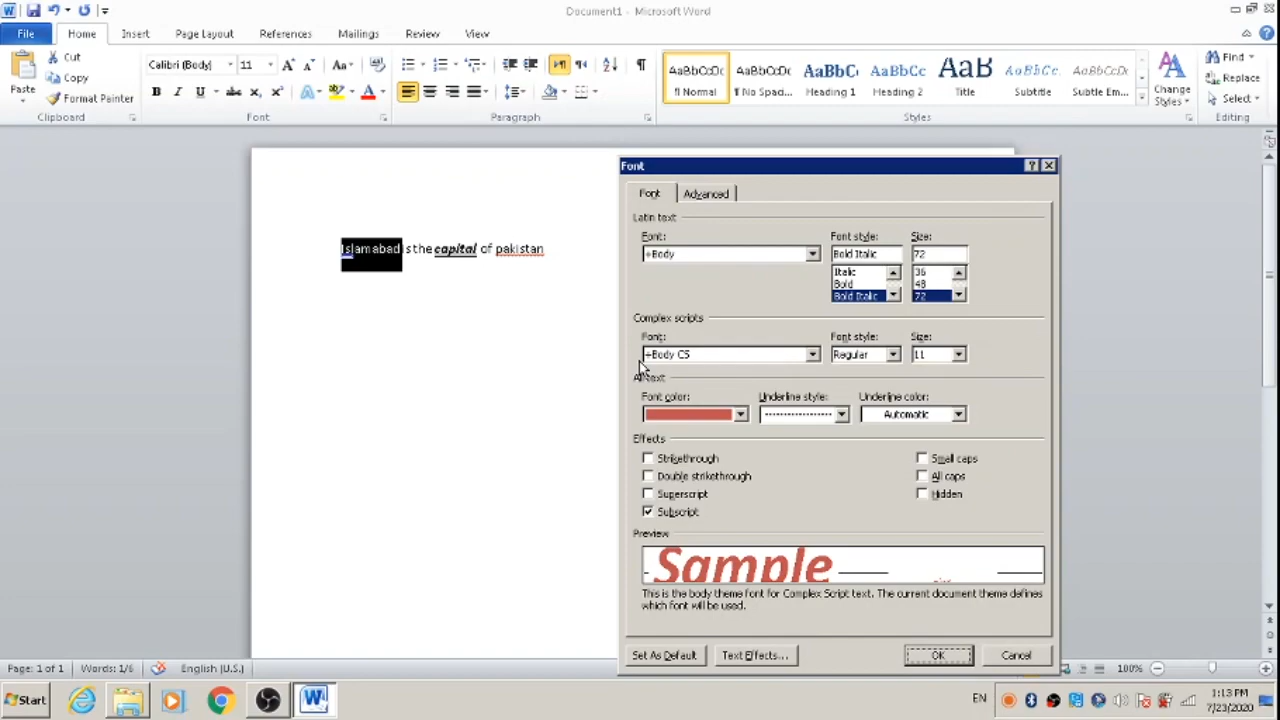 Document1 - Microsoft Word
File Home Insert Page Layout References Mailings Review View
Paste
Cut
Copy
Format Painter
Clipboard
Calibri (Body) 11
Font
Paragraph
AaBbCcDc ¶ Normal
AaBbCcDc ¶ No Spaci...
AaBbC Heading 1
AaBbCc Heading 2
AaB Title
AaBbCc. Subtitle
AaBbCcDc Subtle Em...
Change Styles
Styles
Find
Replace
Select
Editing
Islamabad is the capital of pakistan
Font
Font Advanced
Latin text
Font: Font style: Size:
+Body Bold Italic 72
Italic 36
Bold 48
Bold Italic 72
Complex scripts
Font: Font style: Size:
+Body CS Regular 11
All text
Font color: Underline style: Underline color:
Automatic
Effects
Strikethrough Small caps
Double strikethrough All caps
Superscript Hidden
Subscript
Preview
Sample
This is the body theme font for Complex Script text. The current document theme defines
which font will be used.
Set As Default Text Effects... OK Cancel
Page: 1 of 1 Words: 1/6 English (U.S.) 100%
Start EN 1:13 PM
7/23/2020